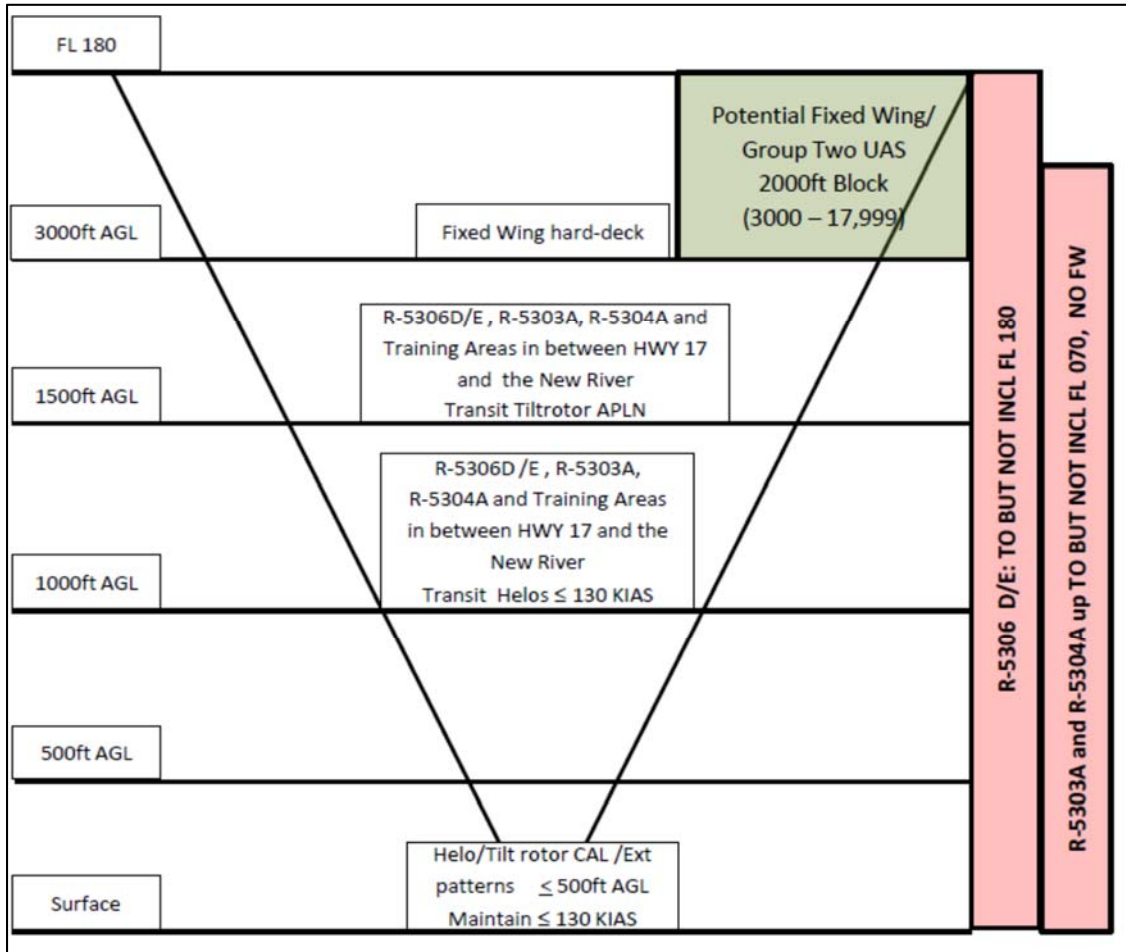 FL 180
Potential Fixed Wing/
Group Two UAS
2000ft Block
(3000 – 17,999)
3000ft AGL
Fixed Wing hard-deck
R-5306D/E , R-5303A, R-5304A and
Training Areas in between HWY 17
and the New River
Transit Tiltrotor APLN
1500ft AGL
R-5306D /E , R-5303A,
R-5304A and Training Areas
in between HWY 17 and the
New River
Transit Helos ≤ 130 KIAS
1000ft AGL
500ft AGL
Helo/Tilt rotor CAL /Ext
patterns ≤ 500ft AGL
Maintain ≤ 130 KIAS
Surface
R-5306 D/E: TO BUT NOT INCL FL 180
R-5303A and R-5304A up TO BUT NOT INCL FL 070, NO FW